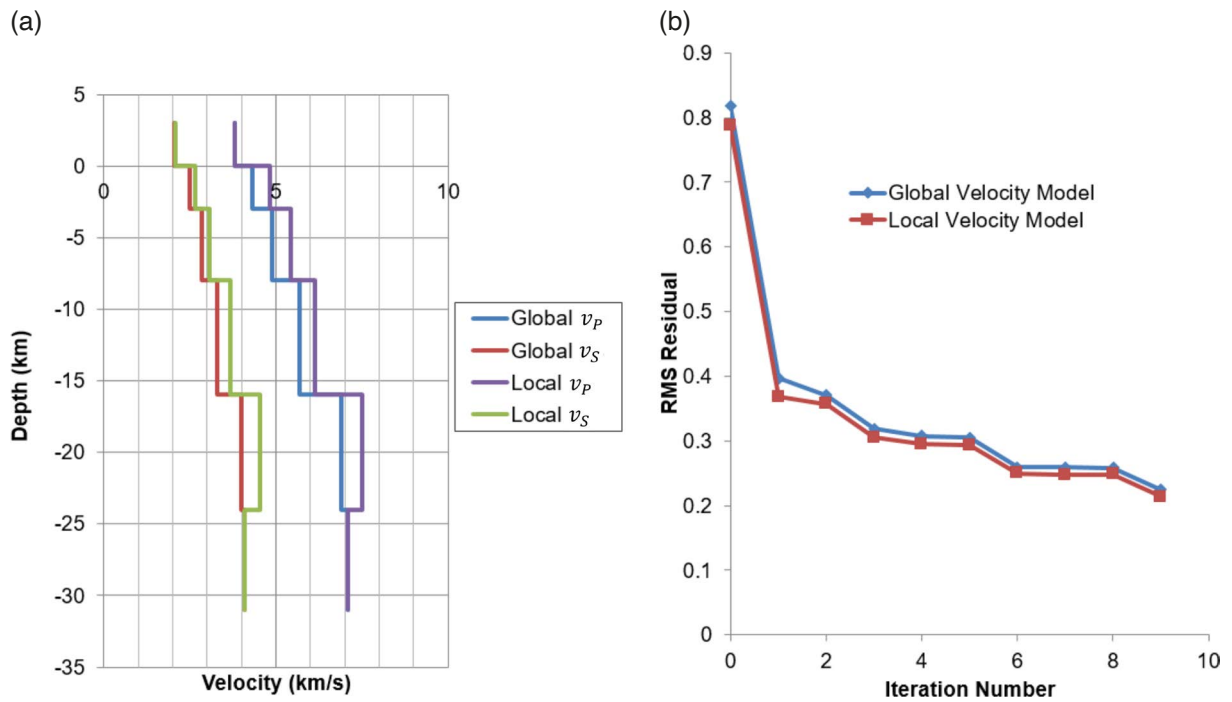 (a)
5
0
0
5
10
-5
-10
-15
-20
-25
-30
-35
Depth (km)
Velocity (km/s)
Global vP
Global vS
Local vP
Local vS
(b)
0.9
0.8
0.7
0.6
0.5
0.4
0.3
0.2
0.1
0
RMS Residual
Global Velocity Model
Local Velocity Model
0
2
4
6
8
10
Iteration Number